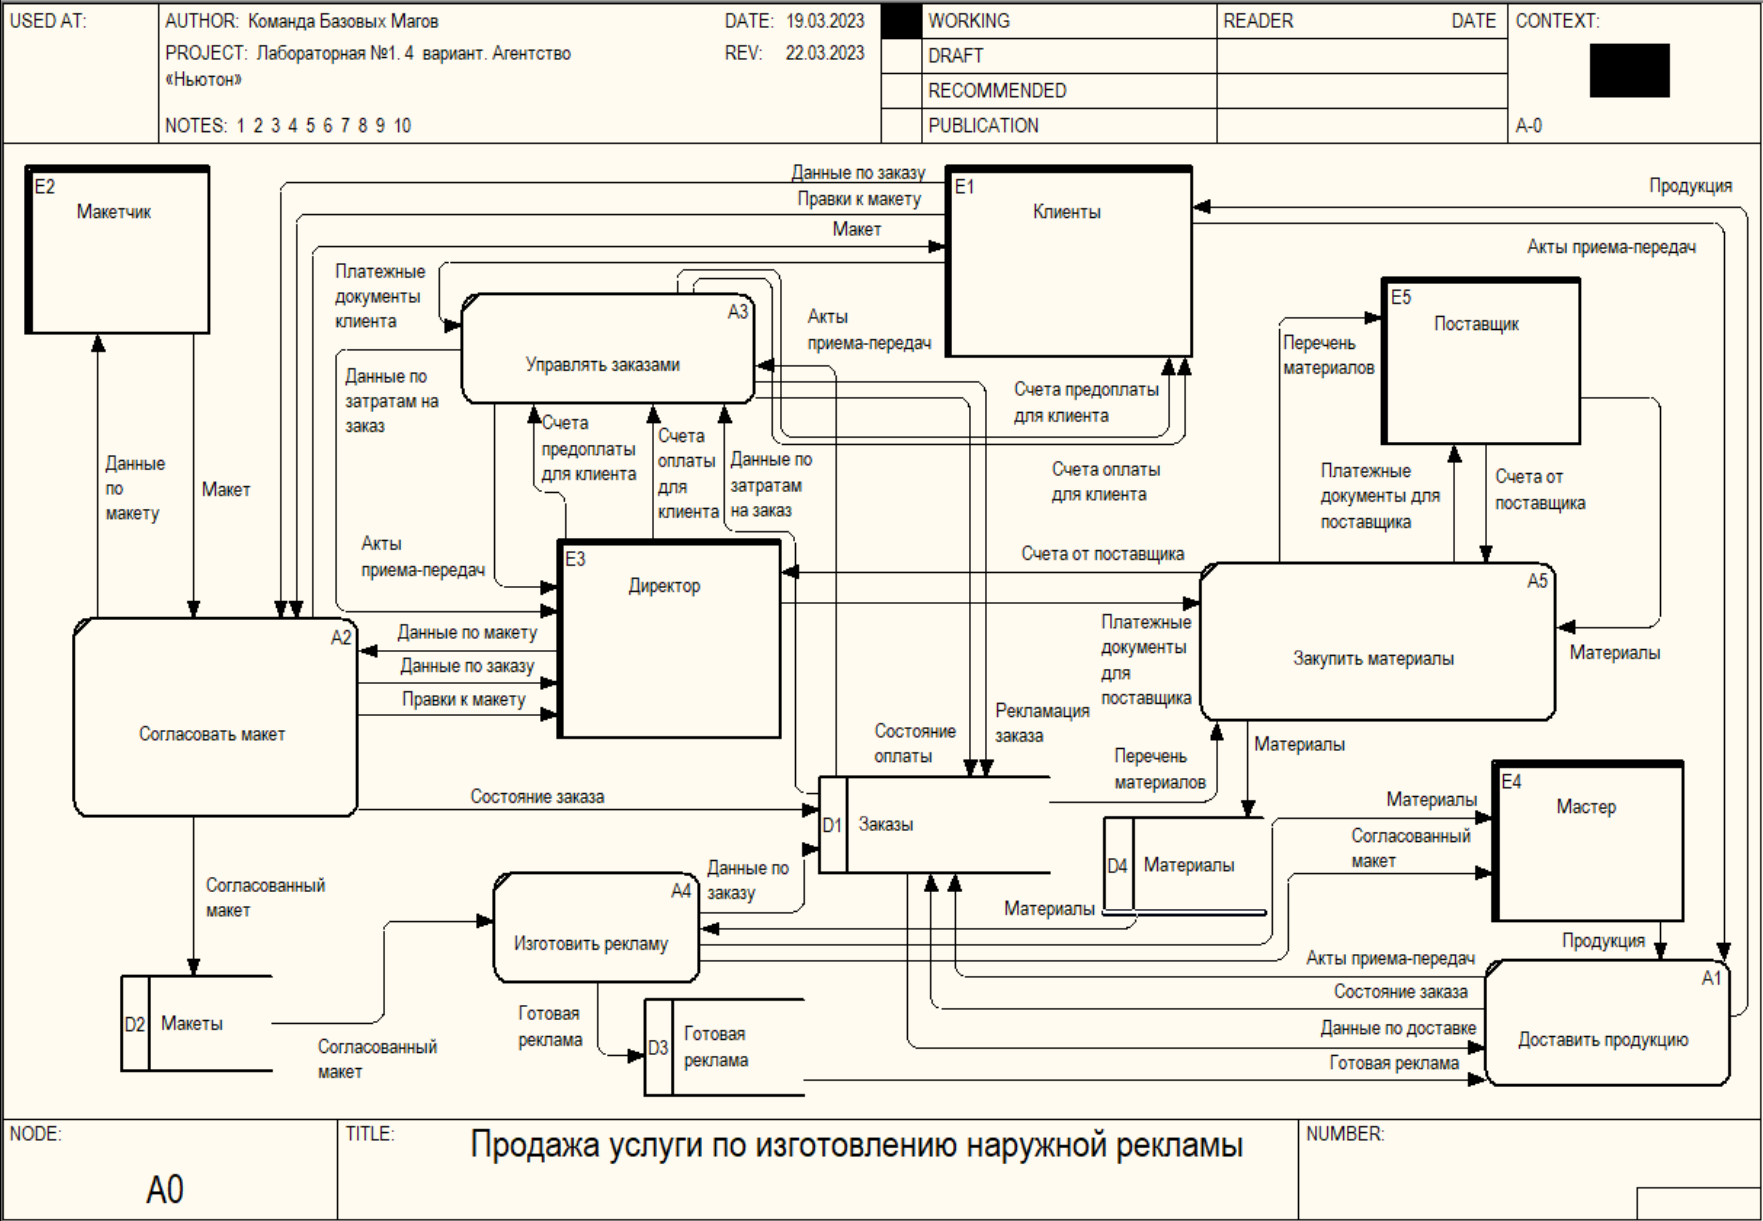 USED AT:
AUTHOR: Команда Базовых Магов
DATE: 19.03.2023
PROJECT: Лабораторная №1. 4 вариант. Агентство
«Ньютон»
REV: 22.03.2023
NOTES: 1 2 3 4 5 6 7 8 9 10
WORKING
DRAFT
RECOMMENDED
PUBLICATION
READER
DATE
CONTEXT:
A-0
E2
Макетчик
Данные по заказу
Правки к макету
Макет
E1
Клиенты
Продукция
Акты приема-передач
Платежные
документы
клиента
A3
Управлять заказами
Акты
приема-передач
E5
Поставщик
Перечень
материалов
Данные по
затратам на
заказ
Счета предоплаты
для клиента
Счета
предоплаты
для клиента
Счета
оплаты
для
клиента
Данные по
затратам
на заказ
Счета оплаты
для клиента
Данные
по
макету
Макет
Платежные
документы для
поставщика
Счета от
поставщика
Акты
приема-передач
E3
Директор
Счета от поставщика
A5
Закупить материалы
Материалы
A2
Согласовать макет
Данные по макету
Данные по заказу
Правки к макету
Платежные
документы
для
поставщика
Состояние
оплаты
Рекламация
заказа
Перечень
материалов
Материалы
Состояние заказа
D1
Заказы
E4
Мастер
Материалы
Согласованный
макет
D4
Материалы
Согласованный
макет
Данные по
заказу
A4
Изготовить рекламу
Материалы
Продукция
Акты приема-передач
Состояние заказа
Данные по доставке
Готовая реклама
A1
Доставить продукцию
D2
Макеты
Согласованный
макет
Готовая
реклама
D3
Готовая
реклама
NODE:
A0
TITLE:
Продажа услуги по изготовлению наружной рекламы
NUMBER: